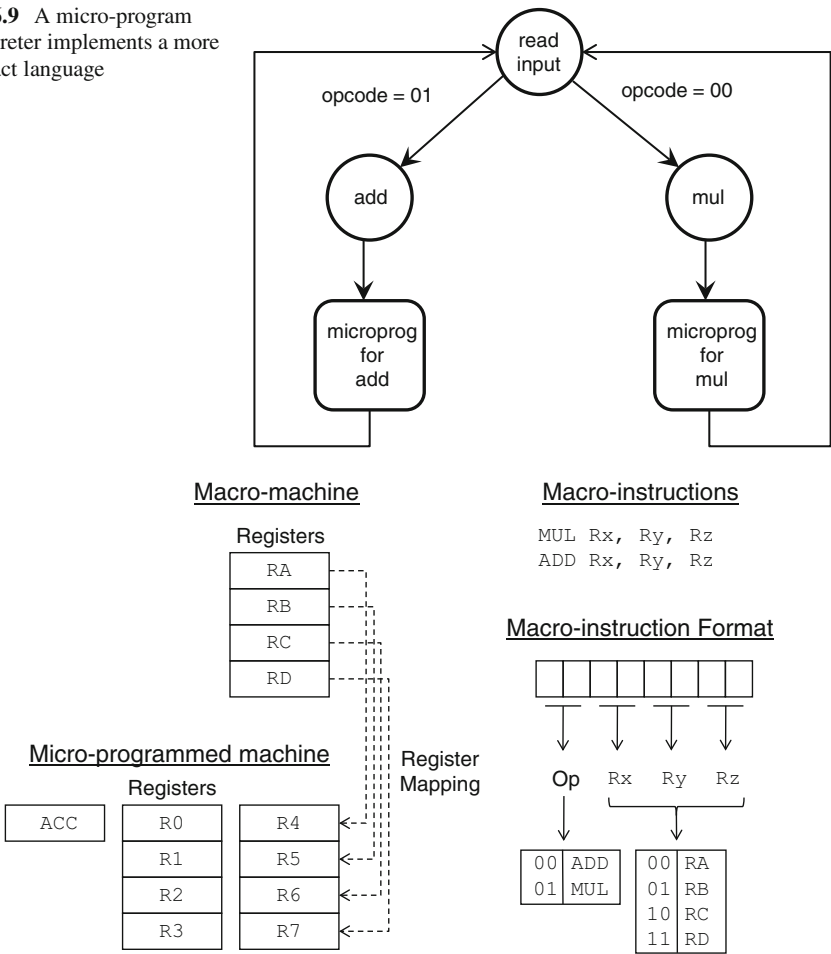 A micro-program
implements a more
language
read
input
opcode = 01
opcode = 00
add
mul
microprog
for
add
microprog
for
mul
Macro-machine
Macro-instructions
Registers
RA
RB
RC
RD
MUL Rx, Ry, Rz
ADD Rx, Ry, Rz
Macro-instruction Format
Op Rx Ry Rz
00 ADD
01 MUL
00 RA
01 RB
10 RC
11 RD
Micro-programmed machine
Register
Mapping
Registers
ACC
R0
R1
R2
R3
R4
R5
R6
R7